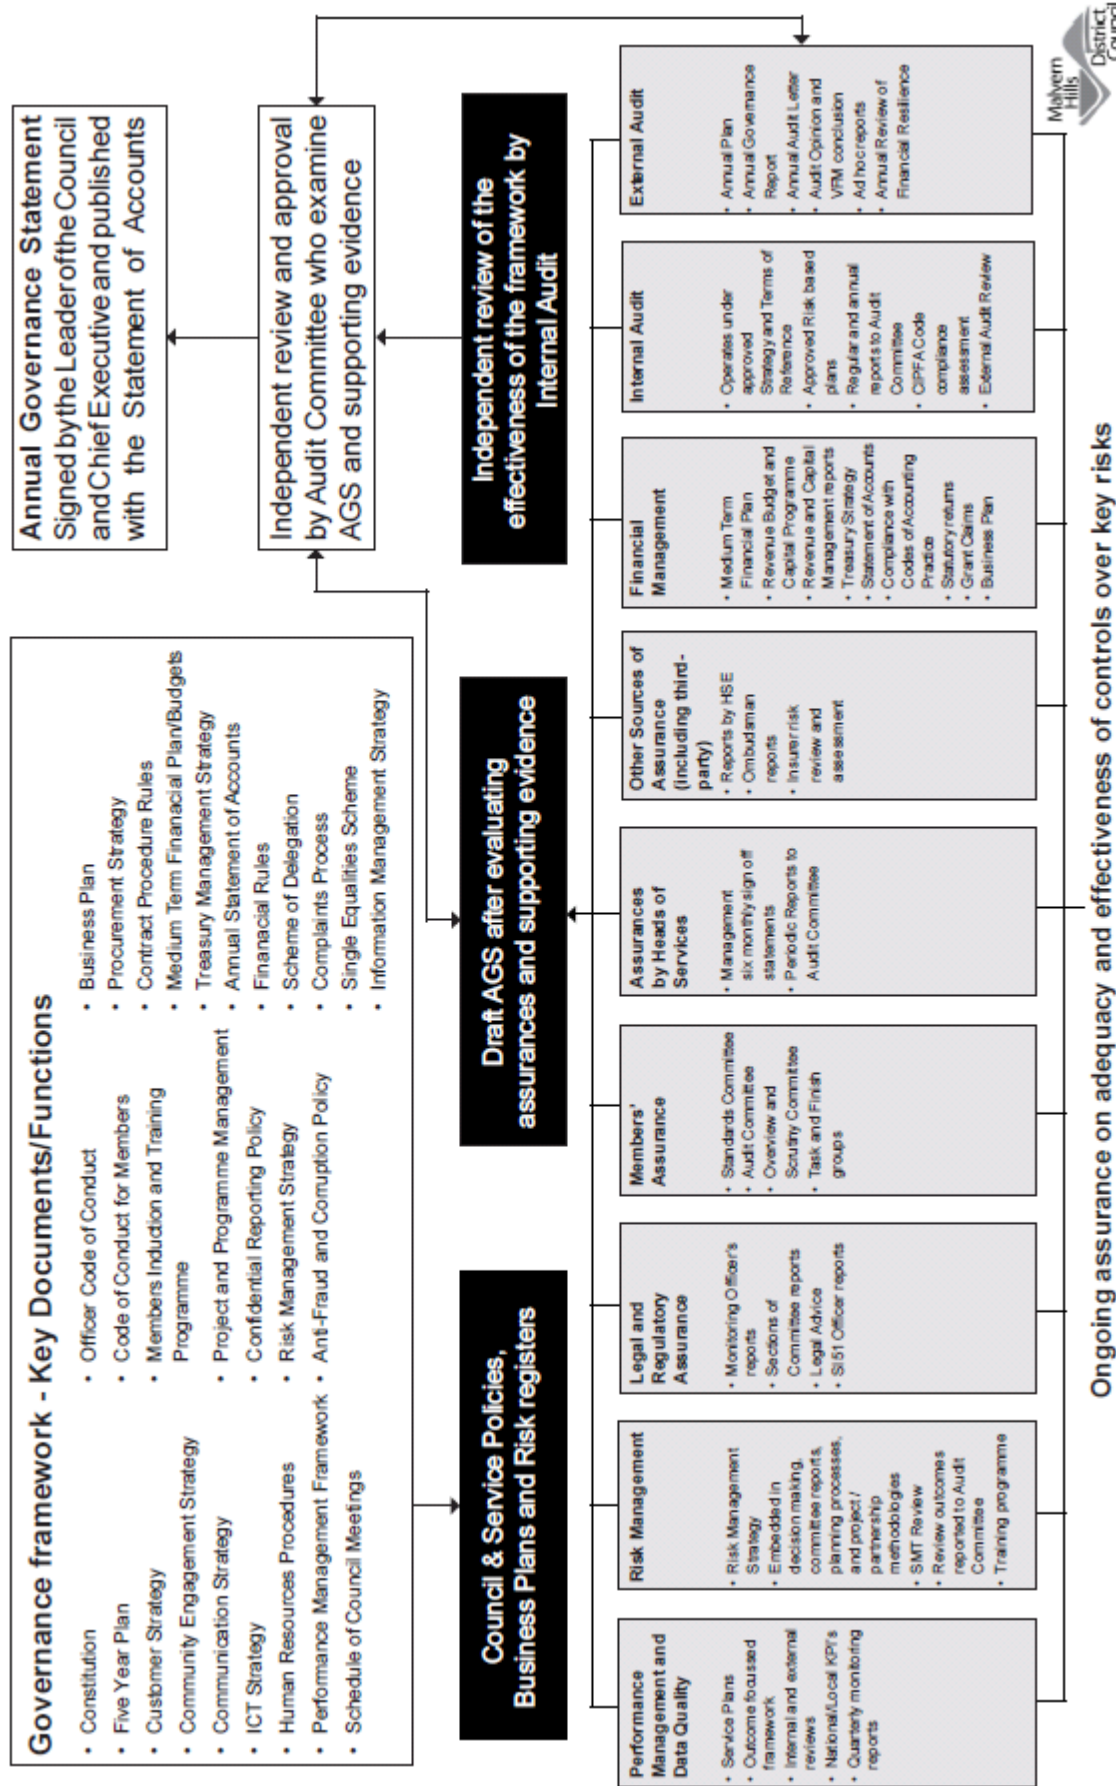 Governance framework - Key Documents/Functions
• Constitution
• Five Year Plan
• Customer Strategy
• Community Engagement Strategy
• Communication Strategy
• ICT Strategy
• Human Resources Procedures
• Performance Management Framework
• Schedule of Council Meetings
• Officer Code of Conduct
• Code of Conduct for Members
• Members Induction and Training
Programme
• Project and Programme Management
• Confidential Reporting Policy
• Risk Management Strategy
• Anti-Fraud and Corruption Policy
• Business Plan
• Procurement Strategy
• Contract Procedure Rules
• Medium Term Finanacial Plan/Budgets
• Treasury Management Strategy
• Annual Statement of Accounts
• Finanacial Rules
• Scheme of Delegation
• Complaints Process
• Single Equalities Scheme
• Information Management Strategy
Annual Governance Statement
Signed by the Leader of the Council
and Chief Executive and published
with the Statement of Accounts
Independent review and approval
by Audit Committee who examine
AGS and supporting evidence
Council & Service Policies,
Business Plans and Risk registers
Draft AGS after evaluating
assurances and supporting evidence
Independent review of the
effectiveness of the framework by
Internal Audit
Performance
Management and
Data Quality
• Service Plans
• Outcome focussed
framework
• Internal and external
reviews
• National/Local KPI's
• Quarterly monitoring
reports
Risk Management
• Risk Management
Strategy
• Embedded in
decision making,
committee reports,
planning processes,
and project /
partnership
methodologies
• SMT Review
• Review outcomes
reported to Audit
Committee
• Training programme
Legal and
Regulatory
Assurance
• Monitoring Officer's
reports
• Sections of
Committee reports
• Legal Advice
• S151 Officer reports
Members'
Assurance
• Standards Committee
• Audit Committee
• Overview and
Scrutiny Committee
• Task and Finish
groups
Assurances
by Heads of
Services
• Management
six monthly sign off
statements
• Periodic Reports to
Audit Committee
Other Sources of
Assurance
(including third-
party)
• Reports by HSE
• Ombudsman
reports
• Insurer risk
review and
assessment
Financial
Management
• Medium Term
Financial Plan
• Revenue Budget and
Capital Programme
• Revenue and Capital
Management reports
• Treasury Strategy
• Statement of Accounts
• Compliance with
Codes of Accounting
Practice
• Statutory returns
• Grant Claims
• Business Plan
Internal Audit
• Operates under
approved
Strategy and Terms of
Reference
• Approved Risk based
plans
• Regular and annual
reports to Audit
Committee
• CIPFA Code
compliance
assessment
• External Audit Review
External Audit
• Annual Plan
• Annual Governance
Report
• Annual Audit Letter
• Audit Opinion and
VFM conclusion
• Ad hoc reports
• Annual Review of
Financial Resilience
Ongoing assurance on adequacy and effectiveness of controls over key risks
Malvern
Hills
District
Council